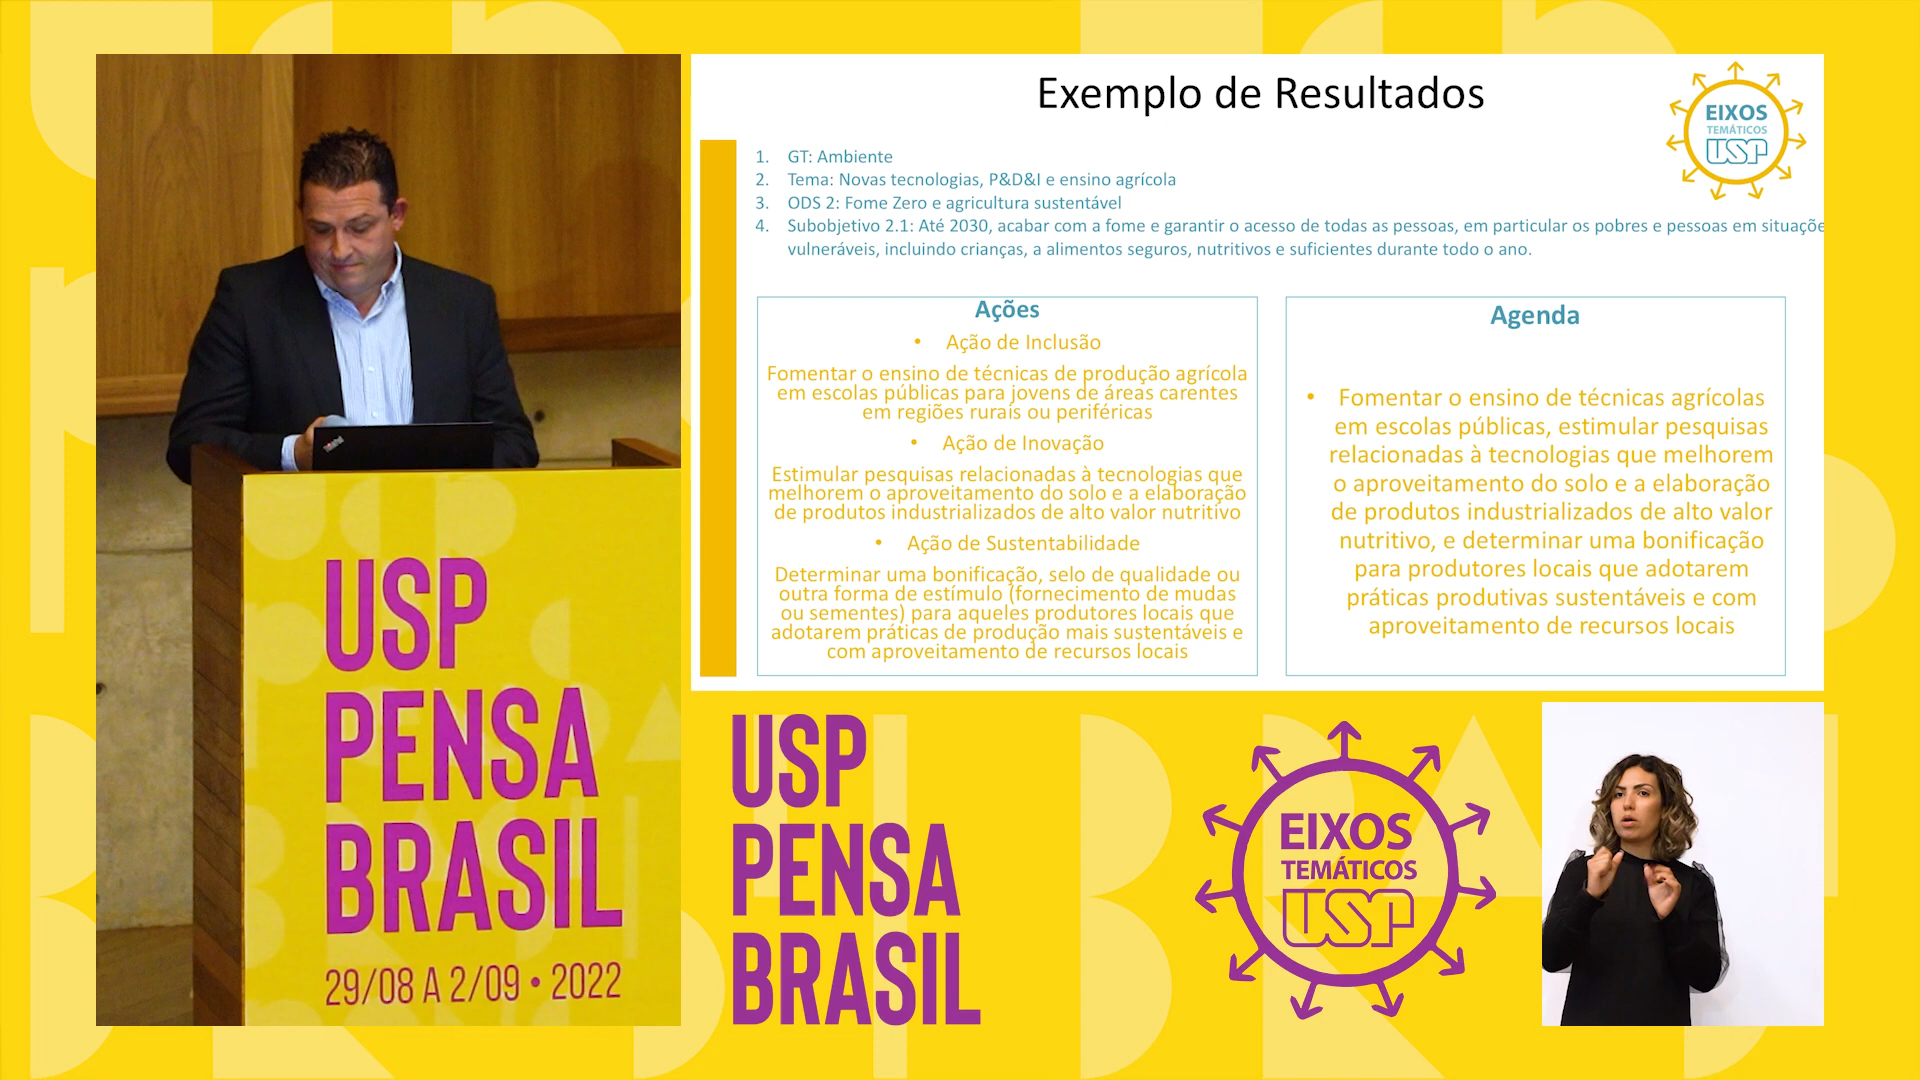 Exemplo de Resultados
EIXOS
TEMÁTICOS
USP
1. GT: Ambiente
2. Tema: Novas tecnologias, P&D&I e ensino agrícola
3. ODS 2: Fome Zero e agricultura sustentável
4. Subobjetivo 2.1: Até 2030, acabar com a fome e garantir o acesso de todas as pessoas, em particular os pobres e pessoas em situaçõe
vulneráveis, incluindo crianças, a alimentos seguros, nutritivos e suficientes durante todo o ano.
Ações
• Ação de Inclusão
Fomentar o ensino de técnicas de produção agrícola
em escolas públicas para jovens de áreas carentes
em regiões rurais ou periféricas
• Ação de Inovação
Estimular pesquisas relacionadas à tecnologias que
melhorem o aproveitamento do solo e a elaboração
de produtos industrializados de alto valor nutritivo
• Ação de Sustentabilidade
Determinar uma bonificação, selo de qualidade ou
outra forma de estímulo (fornecimento de mudas
ou sementes) para aqueles produtores locais que
adotarem práticas de produção mais sustentáveis e
com aproveitamento de recursos locais
Agenda
• Fomentar o ensino de técnicas agrícolas
em escolas públicas, estimular pesquisas
relacionadas à tecnologias que melhorem
o aproveitamento do solo e a elaboração
de produtos industrializados de alto valor
nutritivo, e determinar uma bonificação
para produtores locais que adotarem
práticas produtivas sustentáveis e com
aproveitamento de recursos locais
ThinkPad
USP
PENSA
BRASIL
29/08 A 2/09 • 2022
USP
PENSA
BRASIL
EIXOS
TEMÁTICOS
USP